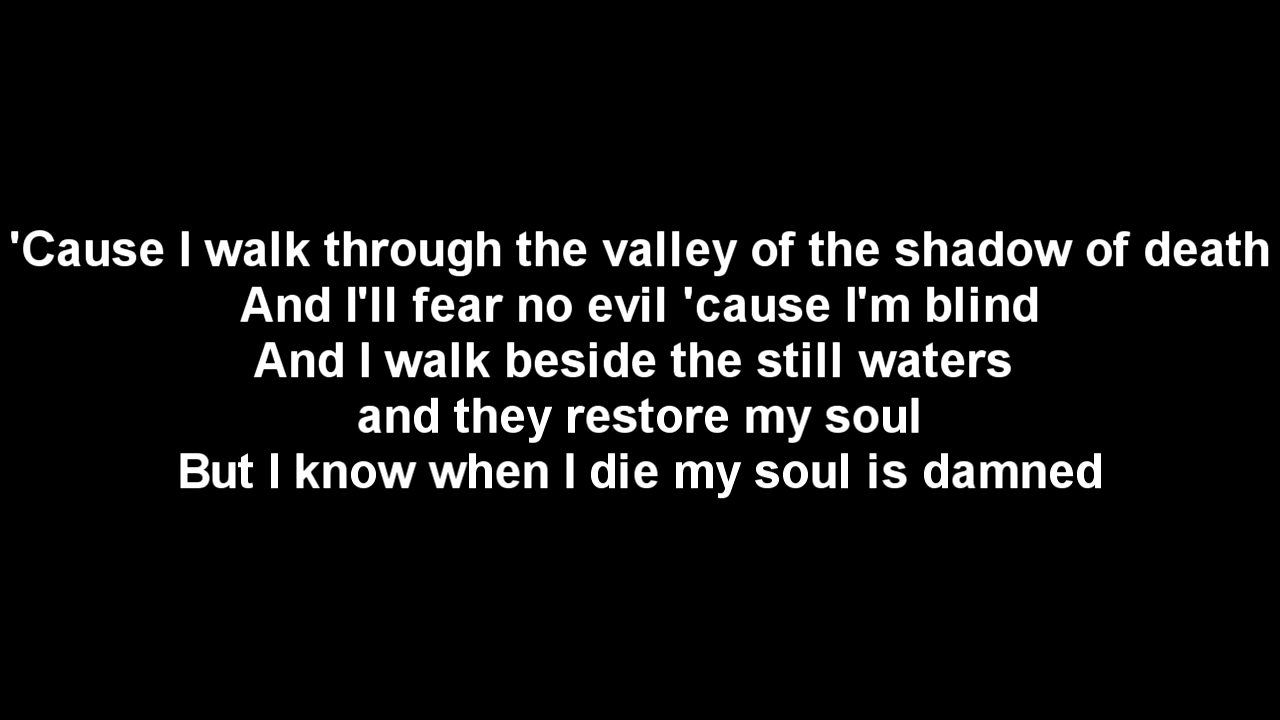 'Cause I walk through the valley of the shadow of death
And I'll fear no evil 'cause I'm blind
And I walk beside the still waters
and they restore my soul
But I know when I die my soul is damned